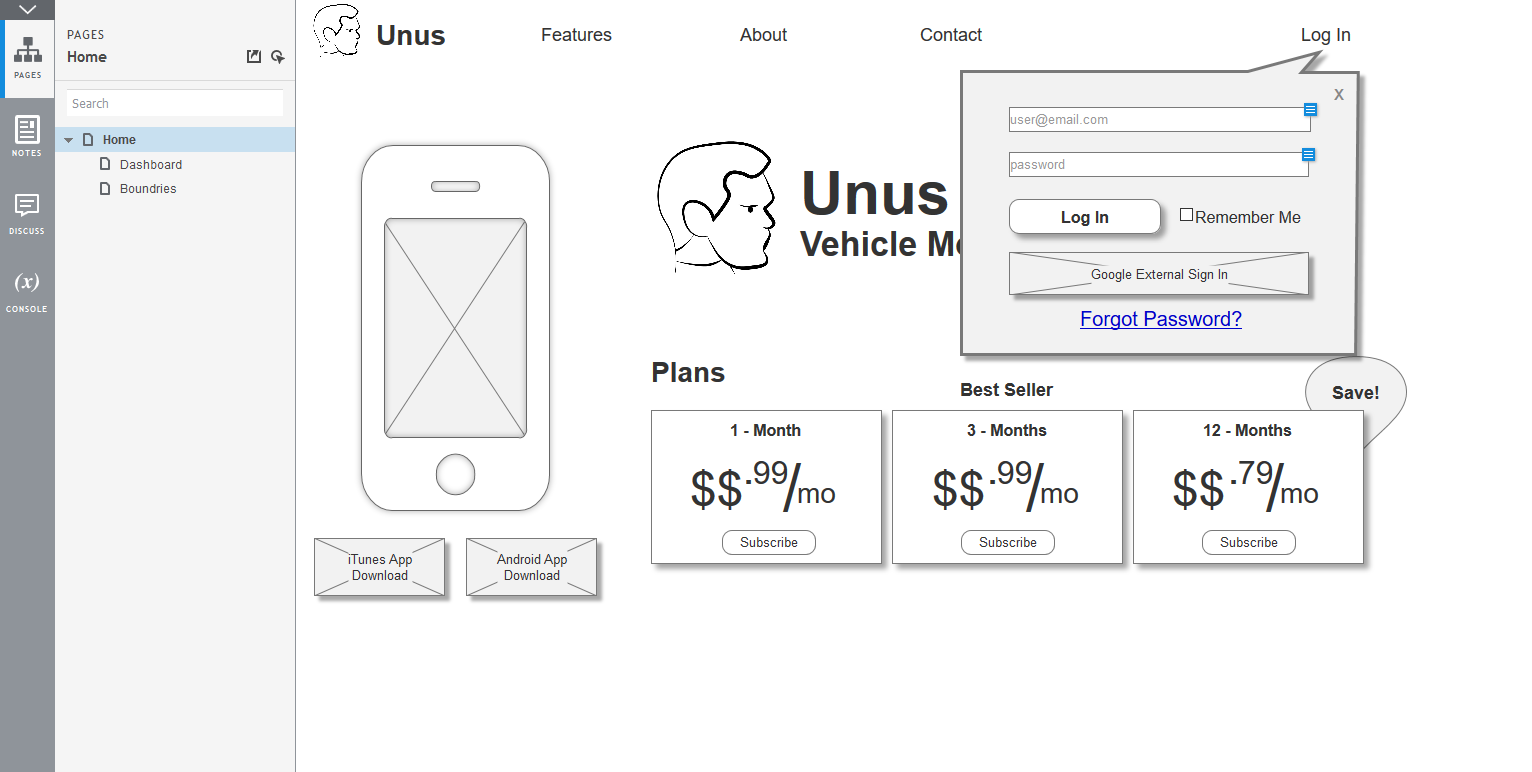 PAGES
Home
Search
Home
Dashboard
Boundries
PAGES
NOTES
DISCUSS
(x)
CONSOLE
Unus
Features
About
Contact
Log In
X
user@email.com
password
Log In
Remember Me
Google External Sign In
Forgot Password?
Unus
Vehicle M
Plans
Best Seller
Save!
1 - Month
$$.99/mo
Subscribe
3 - Months
$$.99/mo
Subscribe
12 - Months
$$.79/mo
Subscribe
iTunes App
Download
Android App
Download